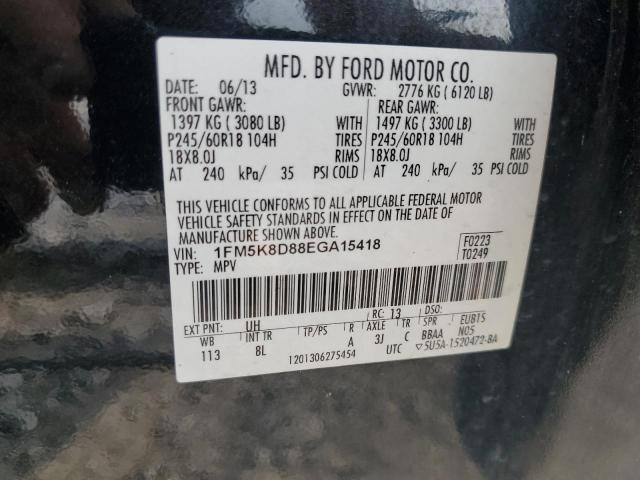 MFD. BY FORD MOTOR CO.
DATE: 06/13 GVWR: 2776 KG ( 6120 LB)
FRONT GAWR: REAR GAWR:
1397 KG ( 3080 LB) WITH 1497 KG ( 3300 LB) WITH
P245/60R18 104H TIRES P245/60R18 104H TIRES
18X8.0J RIMS 18X8.0J RIMS
AT 240 kPa/ 35 PSI COLD AT 240 kPa/ 35 PSI COLD
THIS VEHICLE CONFORMS TO ALL APPLICABLE FEDERAL MOTOR
VEHICLE SAFETY STANDARDS IN EFFECT ON THE DATE OF
MANUFACTURE SHOWN ABOVE.
VIN: 1FM5K8D88EGA15418 F0223
TYPE: MPV T0249
EXT PNT: UH RC: 13 DSO:
WB INT TR TP/PS R AXLE TR SPR EUB15
113 BL A 3J C BBAA N05
1201306275454 UTC ▽5U5A-1520472-BA